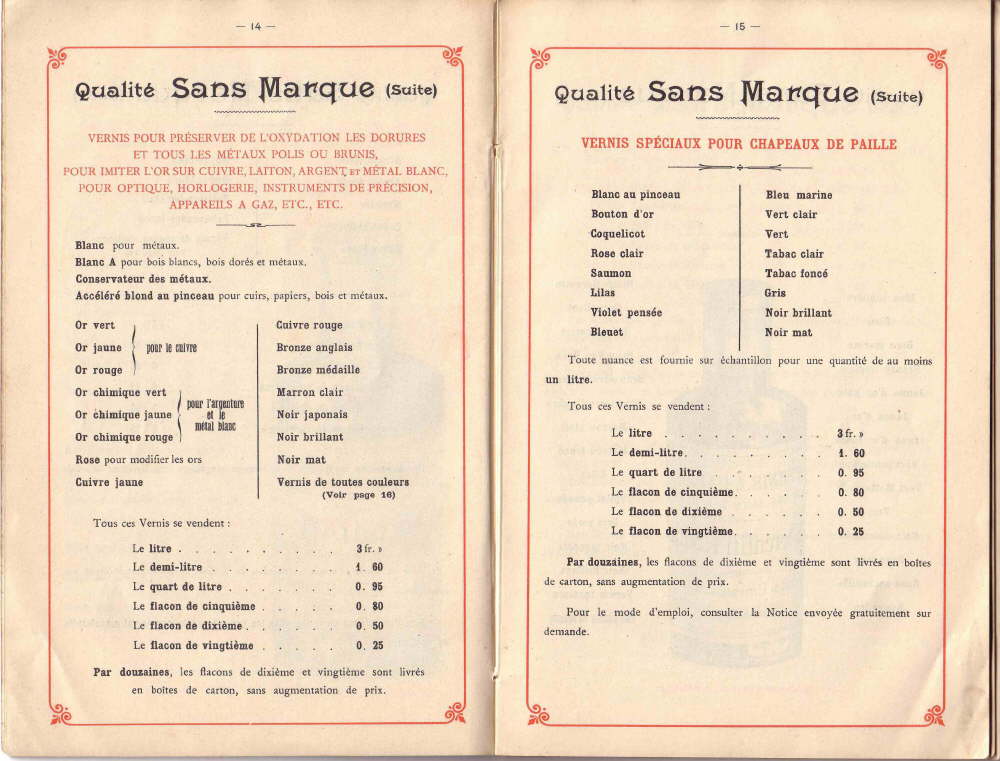 — 14 —
Qualité Sans Marque (Suite)
VERNIS POUR PRÉSERVER DE L'OXYDATION LES DORURES
ET TOUS LES MÉTAUX POLIS OU BRUNIS,
POUR IMITER L'OR SUR CUIVRE, LAITON, ARGENT, ET MÉTAL BLANC,
POUR OPTIQUE, HORLOGERIE, INSTRUMENTS DE PRÉCISION,
APPAREILS A GAZ, ETC., ETC.
Blanc pour métaux.
Blanc A pour bois blancs, bois dorés et métaux.
Conservateur des métaux.
Accéléré blond au pinceau pour cuirs, papiers, bois et métaux.
Or vert
Or jaune
Or rouge
pour le cuivre
Or chimique vert
Or chimique jaune
Or chimique rouge
pour l'argenture
et le
métal blanc
Rose pour modifier les ors
Cuivre jaune
Cuivre rouge
Bronze anglais
Bronze médaille
Marron clair
Noir japonais
Noir brillant
Noir mat
Vernis de toutes couleurs
(Voir page 16)
Tous ces Vernis se vendent :
Le litre . . . . . . . . . . 3 fr. »
Le demi-litre . . . . . . . . 1. 60
Le quart de litre . . . . . . . 0. 95
Le flacon de cinquième . . . . . 0. 80
Le flacon de dixième . . . . . . 0. 50
Le flacon de vingtième . . . . . 0. 25
Par douzaines, les flacons de dixième et vingtième sont livrés
en boîtes de carton, sans augmentation de prix.
— 15 —
Qualité Sans Marque (Suite)
VERNIS SPÉCIAUX POUR CHAPEAUX DE PAILLE
Blanc au pinceau
Bouton d'or
Coquelicot
Rose clair
Saumon
Lilas
Violet pensée
Bleuet
Bleu marine
Vert clair
Vert
Tabac clair
Tabac foncé
Gris
Noir brillant
Noir mat
Toute nuance est fournie sur échantillon pour une quantité de au moins
un litre.
Tous ces Vernis se vendent :
Le litre . . . . . . . . . . 3 fr. »
Le demi-litre . . . . . . . . 1. 60
Le quart de litre . . . . . . . 0. 95
Le flacon de cinquième . . . . . 0. 80
Le flacon de dixième . . . . . . 0. 50
Le flacon de vingtième . . . . . 0. 25
Par douzaines, les flacons de dixième et vingtième sont livrés en boîtes
de carton, sans augmentation de prix.
Pour le mode d'emploi, consulter la Notice envoyée gratuitement sur
demande.